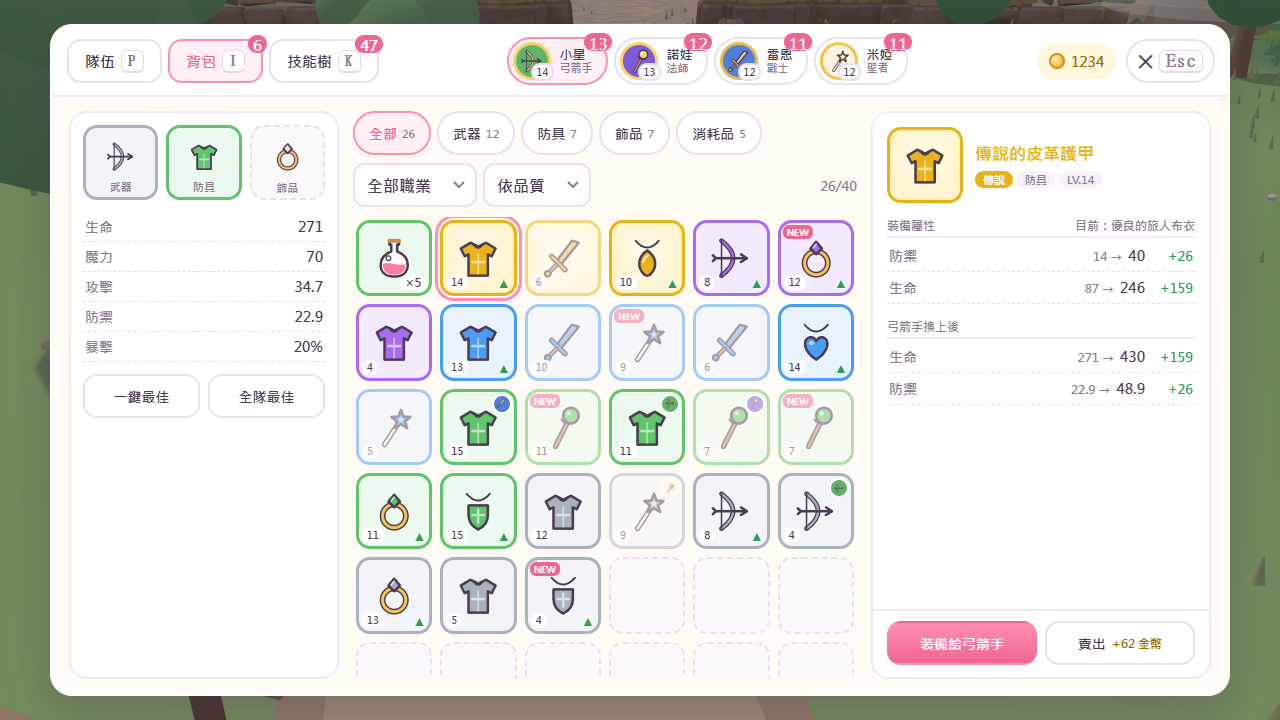 隊伍 P
背包 I 6
技能樹 K 47
小星 弓箭手 14 13
諾娃 法師 13 12
雷恩 戰士 12 11
米婭 聖者 12 11
1234
Esc
武器
防具
飾品
生命 271
魔力 70
攻擊 34.7
防禦 22.9
暴擊 20%
一鍵最佳
全隊最佳
全部 26
武器 12
防具 7
飾品 7
消耗品 5
全部職業
依品質
26/40
×5
14
6
10
8
NEW 12
4
13
10
NEW 9
6
14
5
15
NEW 11
11
7
NEW 7
11
15
12
9
8
4
13
5
NEW 4
傳說的皮革護甲
傳說 防具 LV.14
裝備屬性 目前：優良的旅人布衣
防禦 14 → 40 +26
生命 87 → 246 +159
弓箭手換上後
生命 271 → 430 +159
防禦 22.9 → 48.9 +26
裝備給弓箭手
賣出 +62 金幣